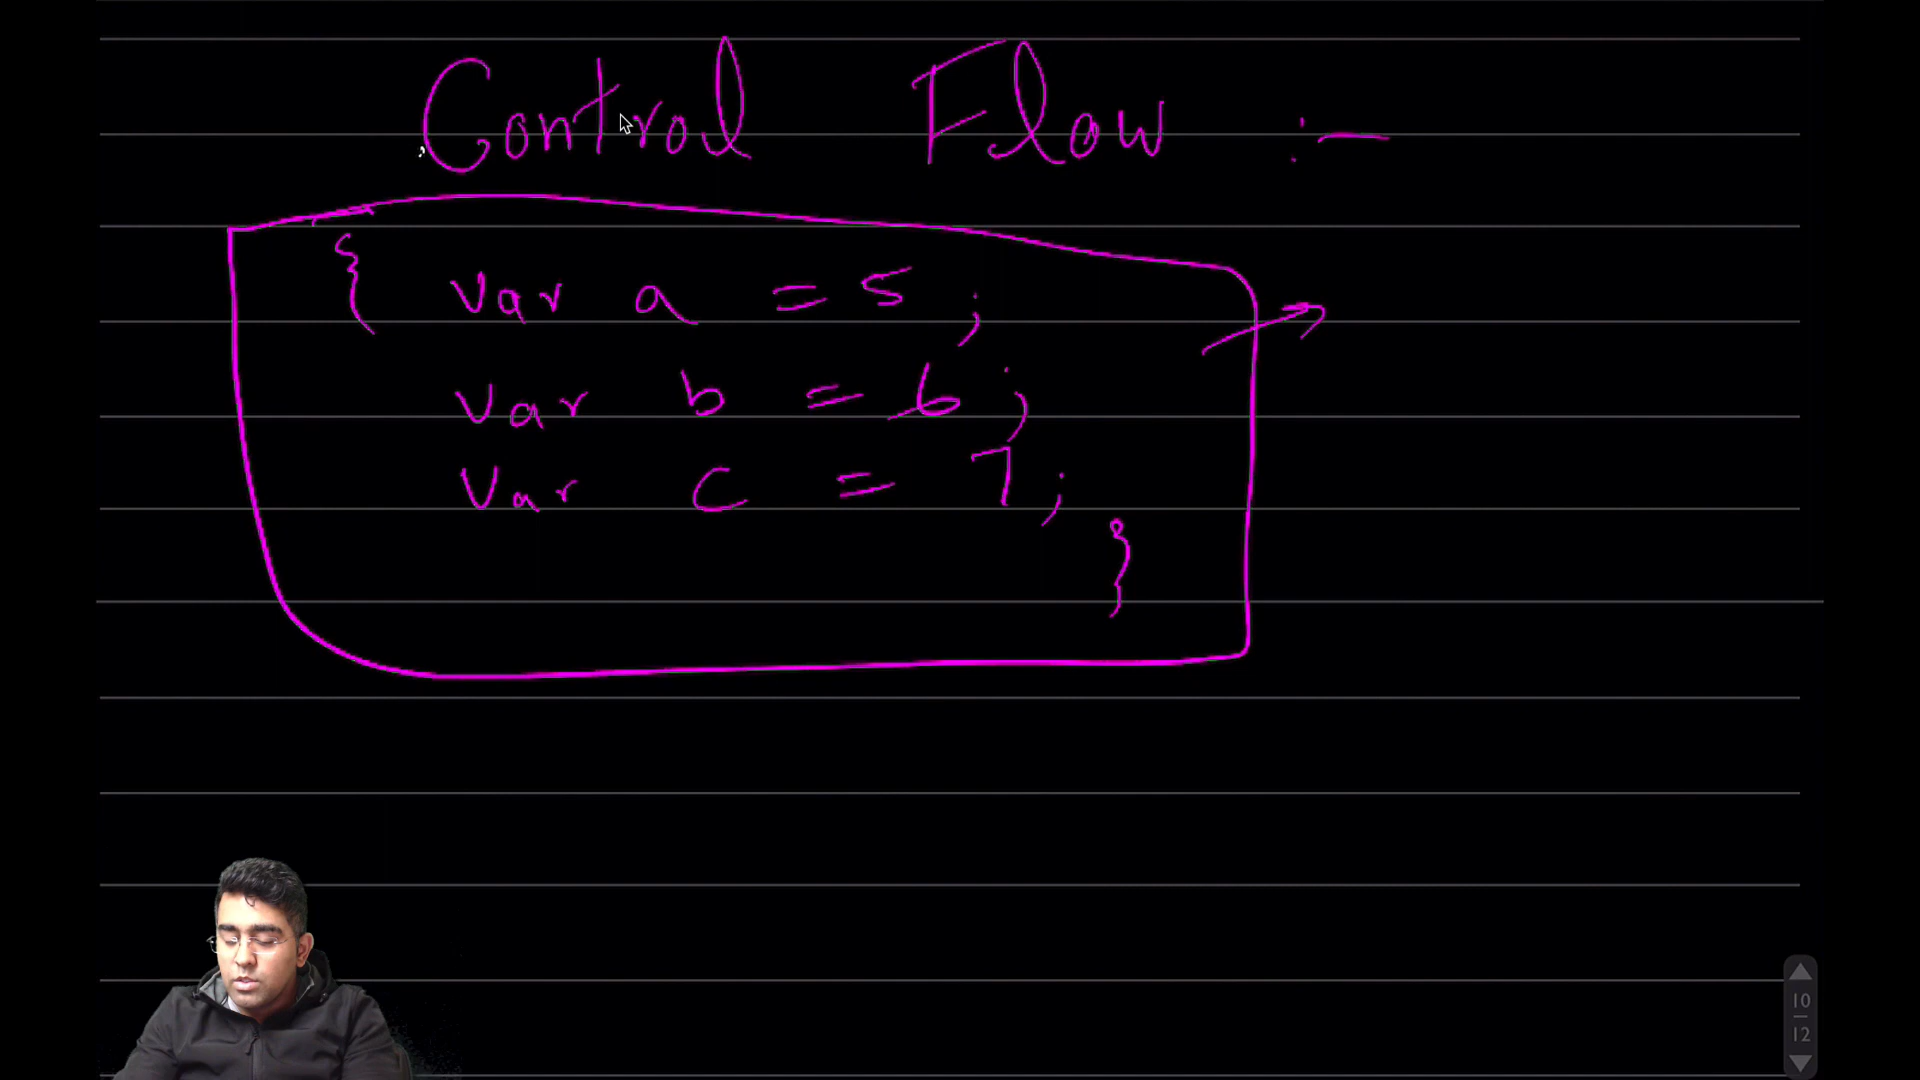 Control Flow :-
{ var a = 5;
var b = 6;
var c = 7;
}
10
12